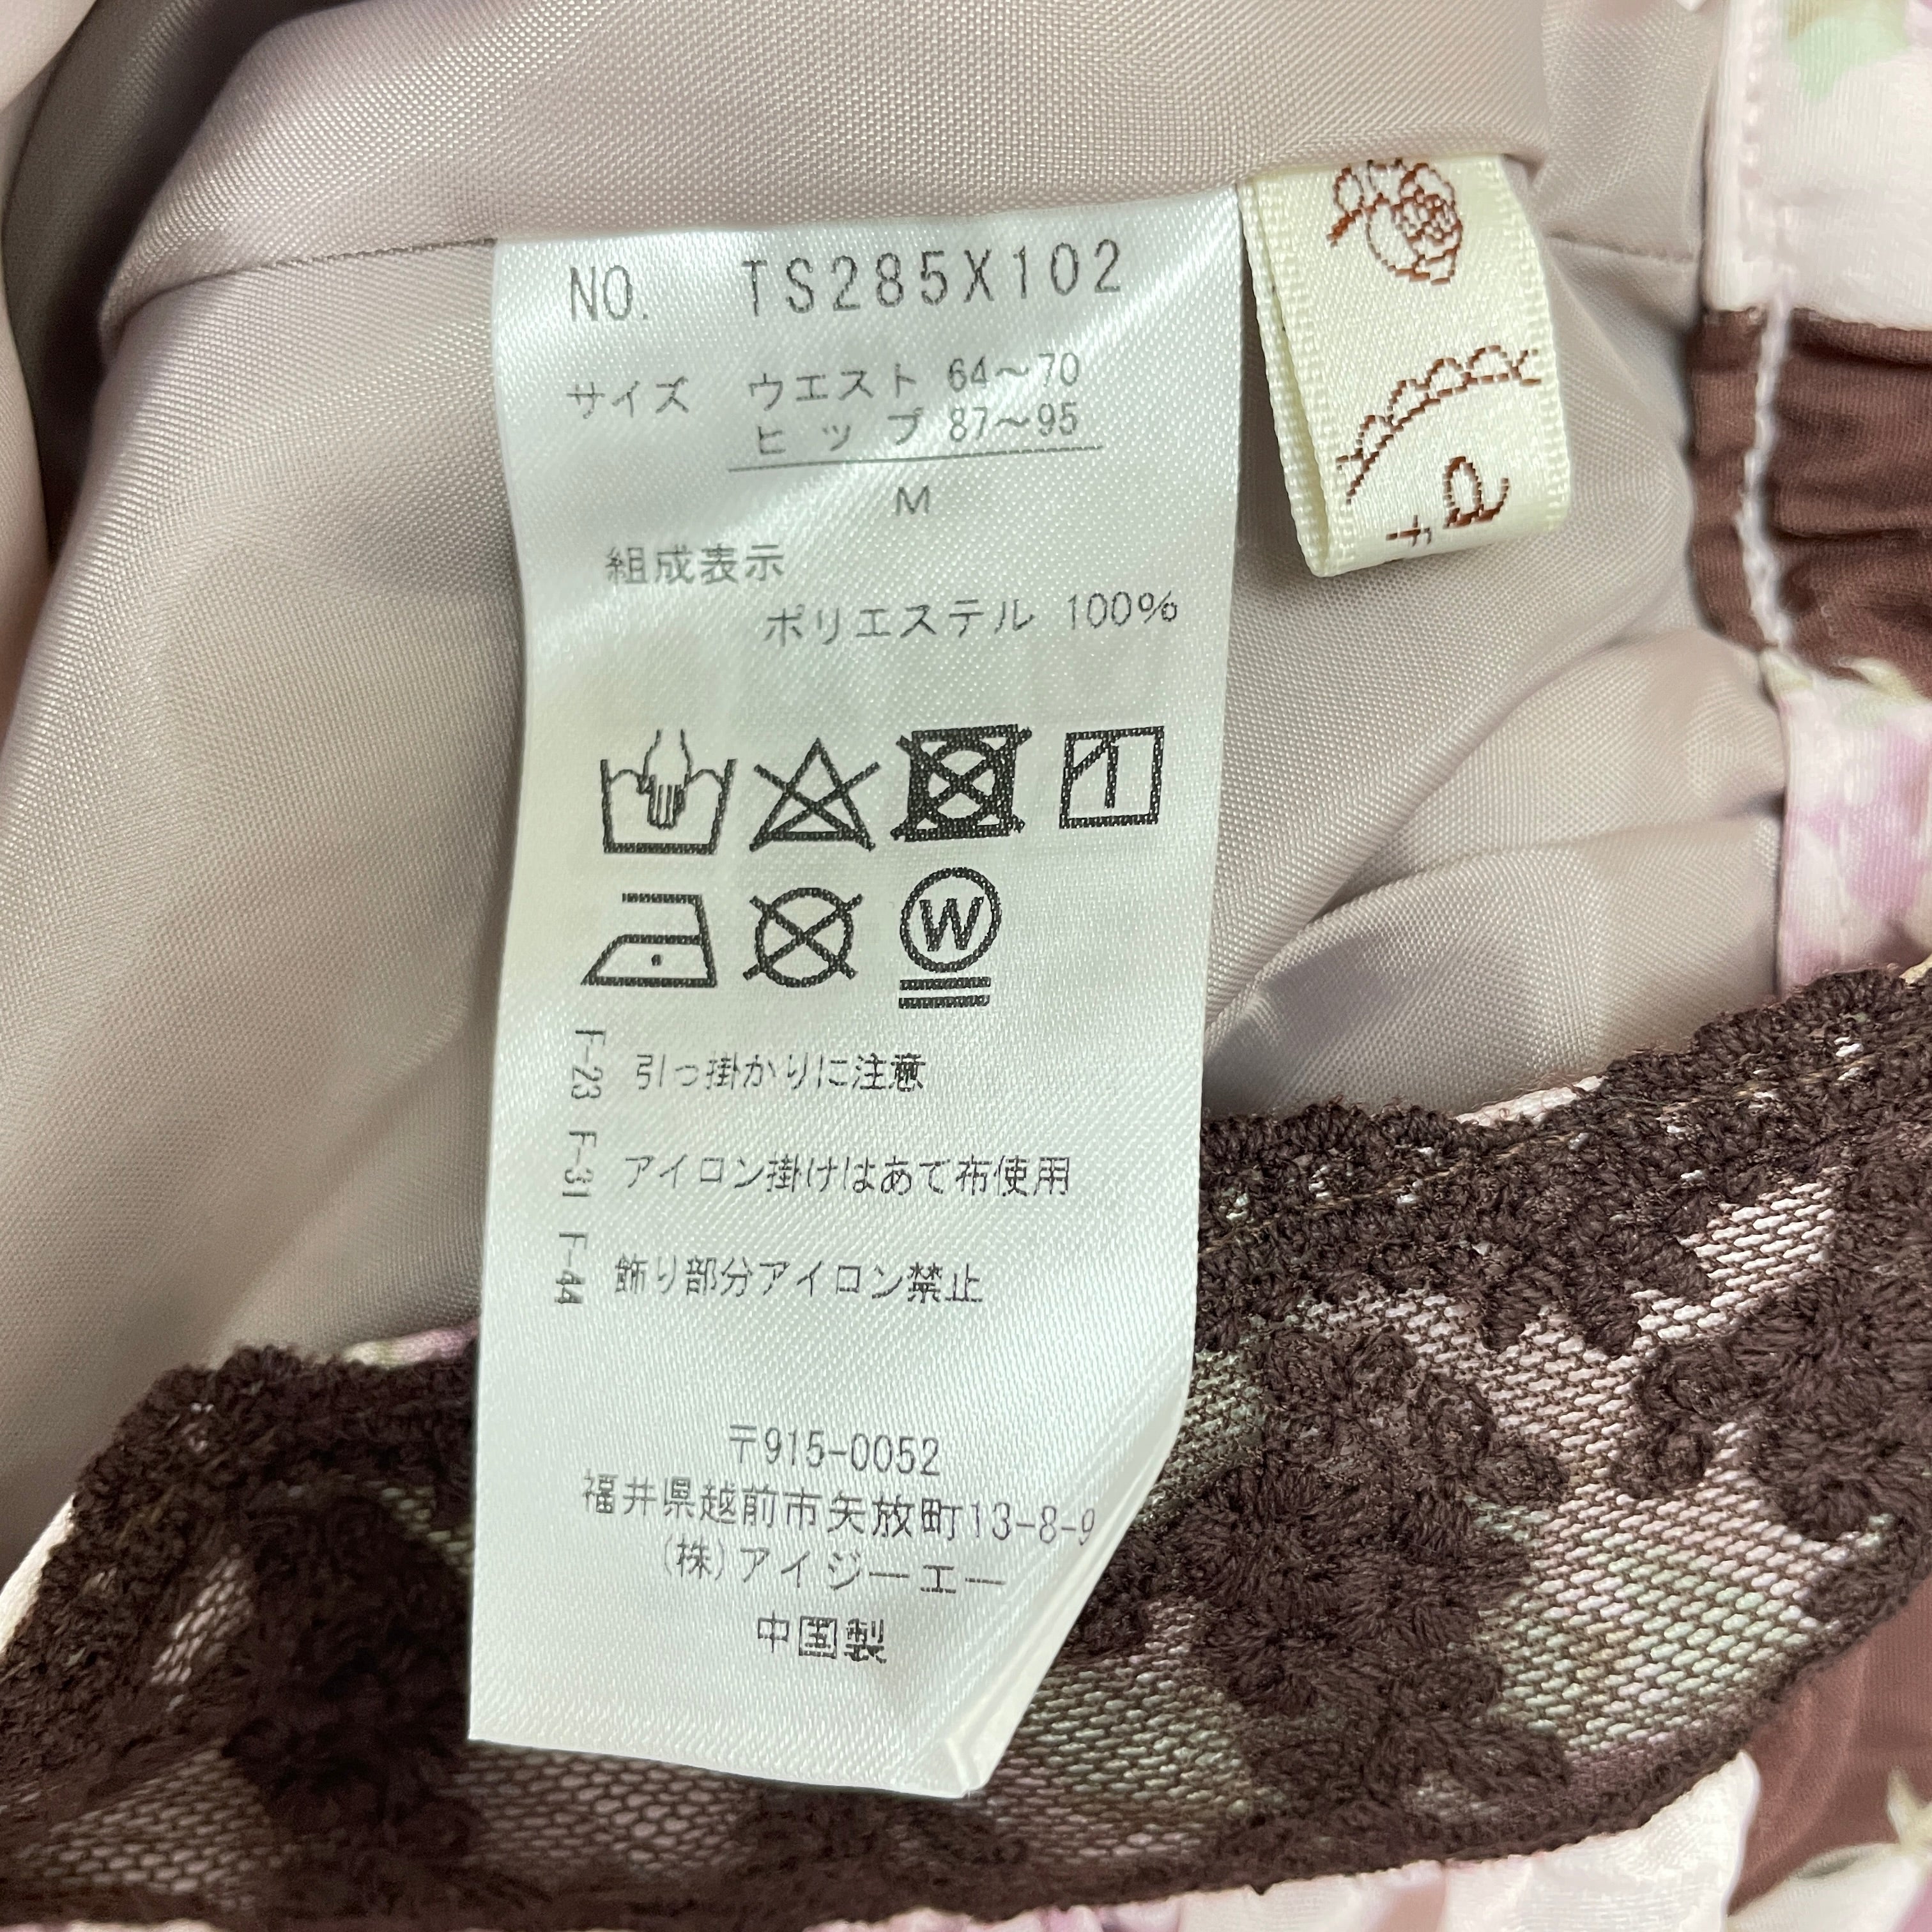 NO. TS285X102
サイズ ウエスト 64～70
ヒップ 87～95
M
組成表示
ポリエステル 100%
W
F-23 引っ掛かりに注意
F-31 アイロン掛けはあて布使用
F-44 飾り部分アイロン禁止
〒915-0052
福井県越前市矢放町13-8-9
(株)アイジーエー
中国製